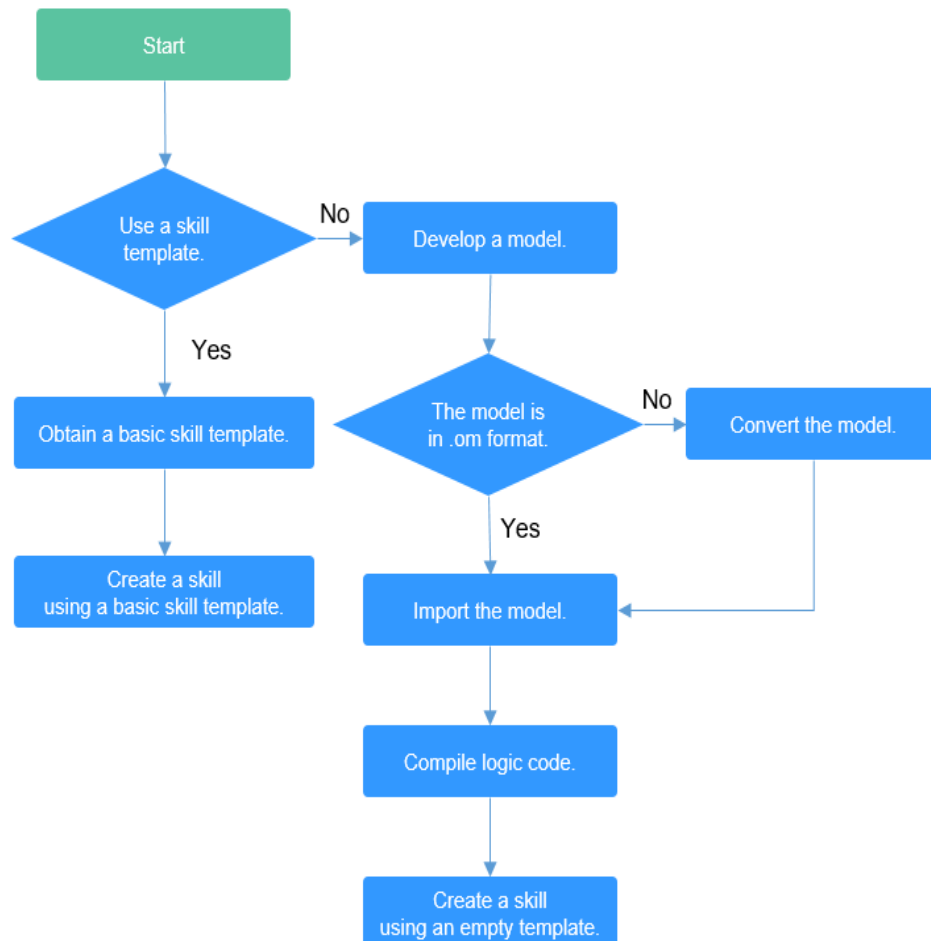 Start
Use a skill
template.
No
Develop a model.
Yes
Obtain a basic skill template.
The model is
in .om format.
No
Convert the model.
Yes
Create a skill
using a basic skill template.
Import the model.
Compile logic code.
Create a skill
using an empty template.